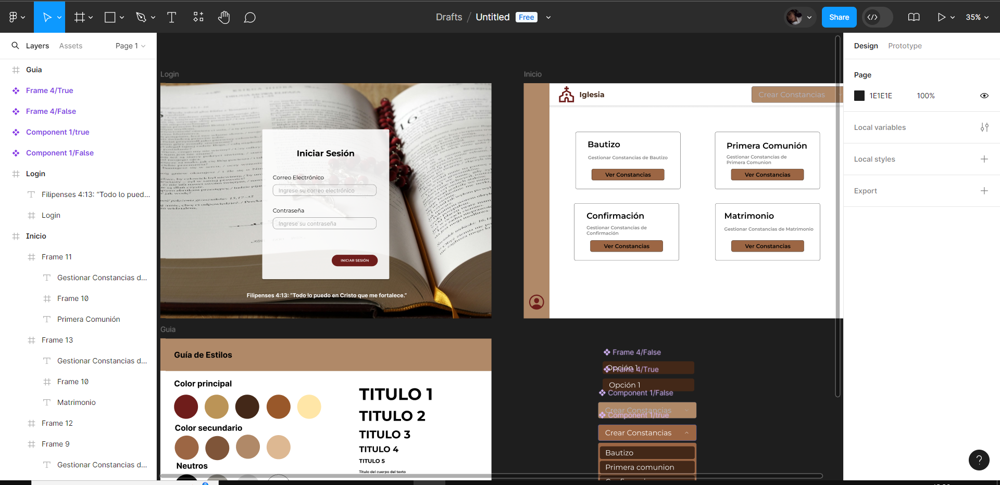 Drafts / Untitled Free
Share
35%
Layers
Assets
Page 1
Guia
Frame 4/True
Frame 4/False
Component 1/true
Component 1/False
Login
Filipenses 4:13: “Todo lo pued...
Login
Inicio
Frame 11
Gestionar Constancias d...
Frame 10
Primera Comunión
Frame 13
Gestionar Constancias d...
Frame 10
Matrimonio
Frame 12
Frame 9
Gestionar Constancias d...
Login
Iniciar Sesión
Correo Electrónico
Ingrese su correo electrónico
Contraseña
Ingrese su contraseña
INICIAR SESIÓN
Filipenses 4:13: “Todo lo puedo en Cristo que me fortalece.”
Inicio
Iglesia
Crear Constancias
Bautizo
Gestionar Constancias de Bautizo
Ver Constancias
Primera Comunión
Gestionar Constancias de
Primera Comunion
Ver Constancias
Confirmación
Gestionar Constancias de
Confirmación
Ver Constancias
Matrimonio
Gestionar Constancias de Matrimonio
Ver Constancias
Guia
Guía de Estilos
Color principal
Color secundario
Neutros
TITULO 1
TITULO 2
TITULO 3
TITULO 4
TITULO 5
Titulo del cuerpo del texto
Frame 4/False
Opción 1
Frame 4/True
Opción 1
Component 1/False
Crear Constancias
Component 1/true
Crear Constancias
Bautizo
Primera comunion
Design
Prototype
Page
1E1E1E
100%
Local variables
Local styles
Export
?